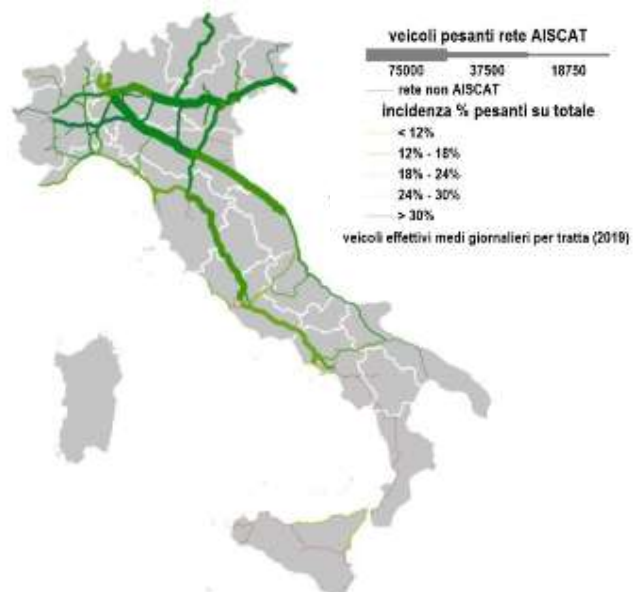 veicoli pesanti rete AISCAT
75000 37500 18750
rete non AISCAT
incidenza % pesanti su totale
< 12%
12% - 18%
18% - 24%
24% - 30%
> 30%
veicoli effettivi medi giornalieri per tratta (2019)